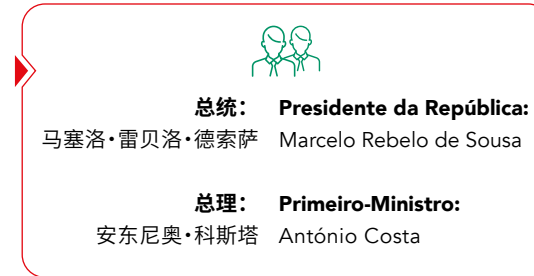 总统： Presidente da República:
马塞洛·雷贝洛·德索萨 Marcelo Rebelo de Sousa
总理： Primeiro-Ministro:
安东尼奥·科斯塔 António Costa